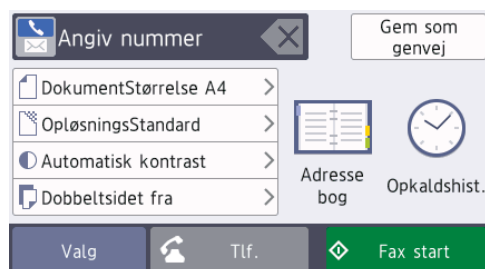 Angiv nummer
Gem som
genvej
DokumentStørrelse A4
OpløsningsStandard
Automatisk kontrast
Dobbeltsidet fra
Adresse
bog
Opkaldshist.
Valg
Tlf.
Fax start